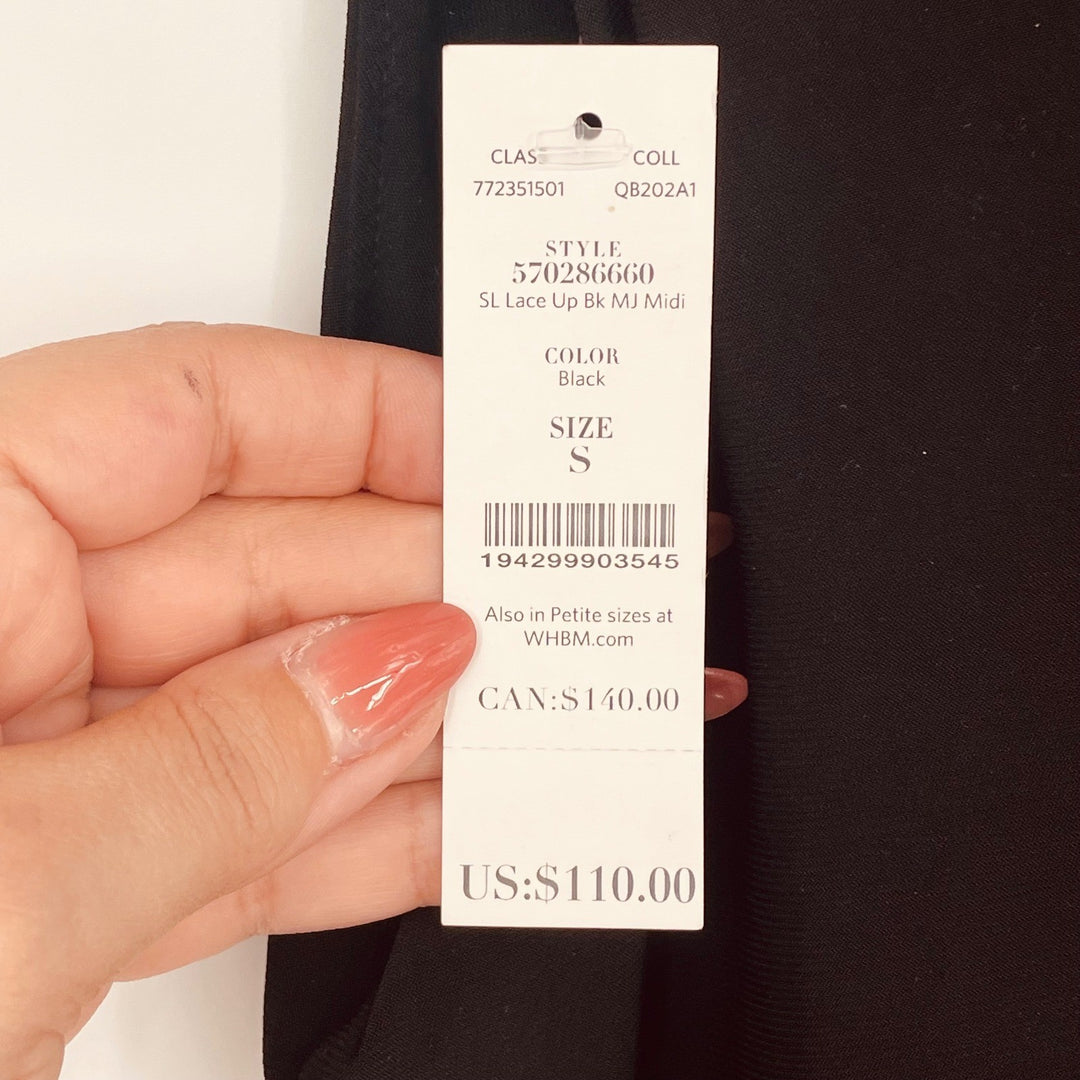 CLAS COLL
772351501 QB202A1
STYLE
570286660
SL Lace Up Bk MJ Midi
COLOR
Black
SIZE
S
194299903545
Also in Petite sizes at
WHBM.com
CAN:$140.00
US:$110.00